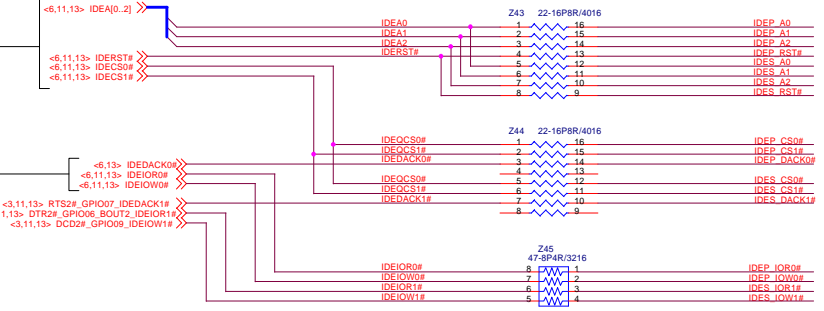 <6,11,13> IDEA[0..2]
Z43 22-16P8R/4016
IDEA0 1 16 IDEP_A0
IDEA1 2 15 IDEP_A1
IDEA2 3 14 IDEP_A2
<6,11,13> IDERST# IDERST# 4 13 IDEP_RST#
<6,11,13> IDECS0# 5 12 IDES_A0
<6,11,13> IDECS1# 6 11 IDES_A1
7 10 IDES_A2
8 9 IDES_RST#
Z44 22-16P8R/4016
IDEQCS0# 1 16 IDEP_CS0#
IDEQCS1# 2 15 IDEP_CS1#
<6,13> IDEDACK0# IDEDACK0# 3 14 IDEP_DACK0#
<6,11,13> IDEIOR0# 4 13
<6,11,13> IDEIOW0# IDEQCS0# 5 12 IDES_CS0#
IDEQCS1# 6 11 IDES_CS1#
<3,11,13> RTS2#_GPIO07_IDEDACK1# IDEDACK1# 7 10 IDES_DACK1#
1,13> DTR2#_GPIO06_BOUT2_IDEIOR1# 8 9
<3,11,13> DCD2#_GPIO09_IDEIOW1#
Z45
47-8P4R/3216
IDEIOR0# 8 1 IDEP_IOR0#
IDEIOW0# 7 2 IDEP_IOW0#
IDEIOR1# 6 3 IDES_IOR1#
IDEIOW1# 5 4 IDES_IOW1#